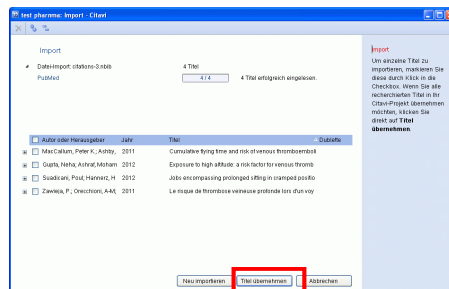 test pharmma: Import - Citavi
Import
Datei-Import: citations-3.nbib
4 Titel
PubMed
4 / 4
4 Titel erfolgreich eingelesen.
Autor oder Herausgeber Jahr Titel Dublette
MacCallum, Peter K.; Ashby, 2011 Cumulative flying time and risk of venous thromboemboli
Gupta, Neha; Ashraf, Moham 2012 Exposure to high altitude: a risk factor for venous thromb
Suadicani, Poul; Hannerz, H 2012 Jobs encompassing prolonged sitting in cramped positio
Zawieja, P.; Orecchioni, A-M; 2011 Le risque de thrombose veineuse profonde lors d'un voy
Neu importieren Titel übernehmen Abbrechen
Import
Um einzelne Titel zu
importieren, markieren Sie
diese durch Klick in die
Checkbox. Wenn Sie alle
recherchierten Titel in Ihr
Citavi-Projekt übernehmen
möchten, klicken Sie
direkt auf Titel
übernehmen.